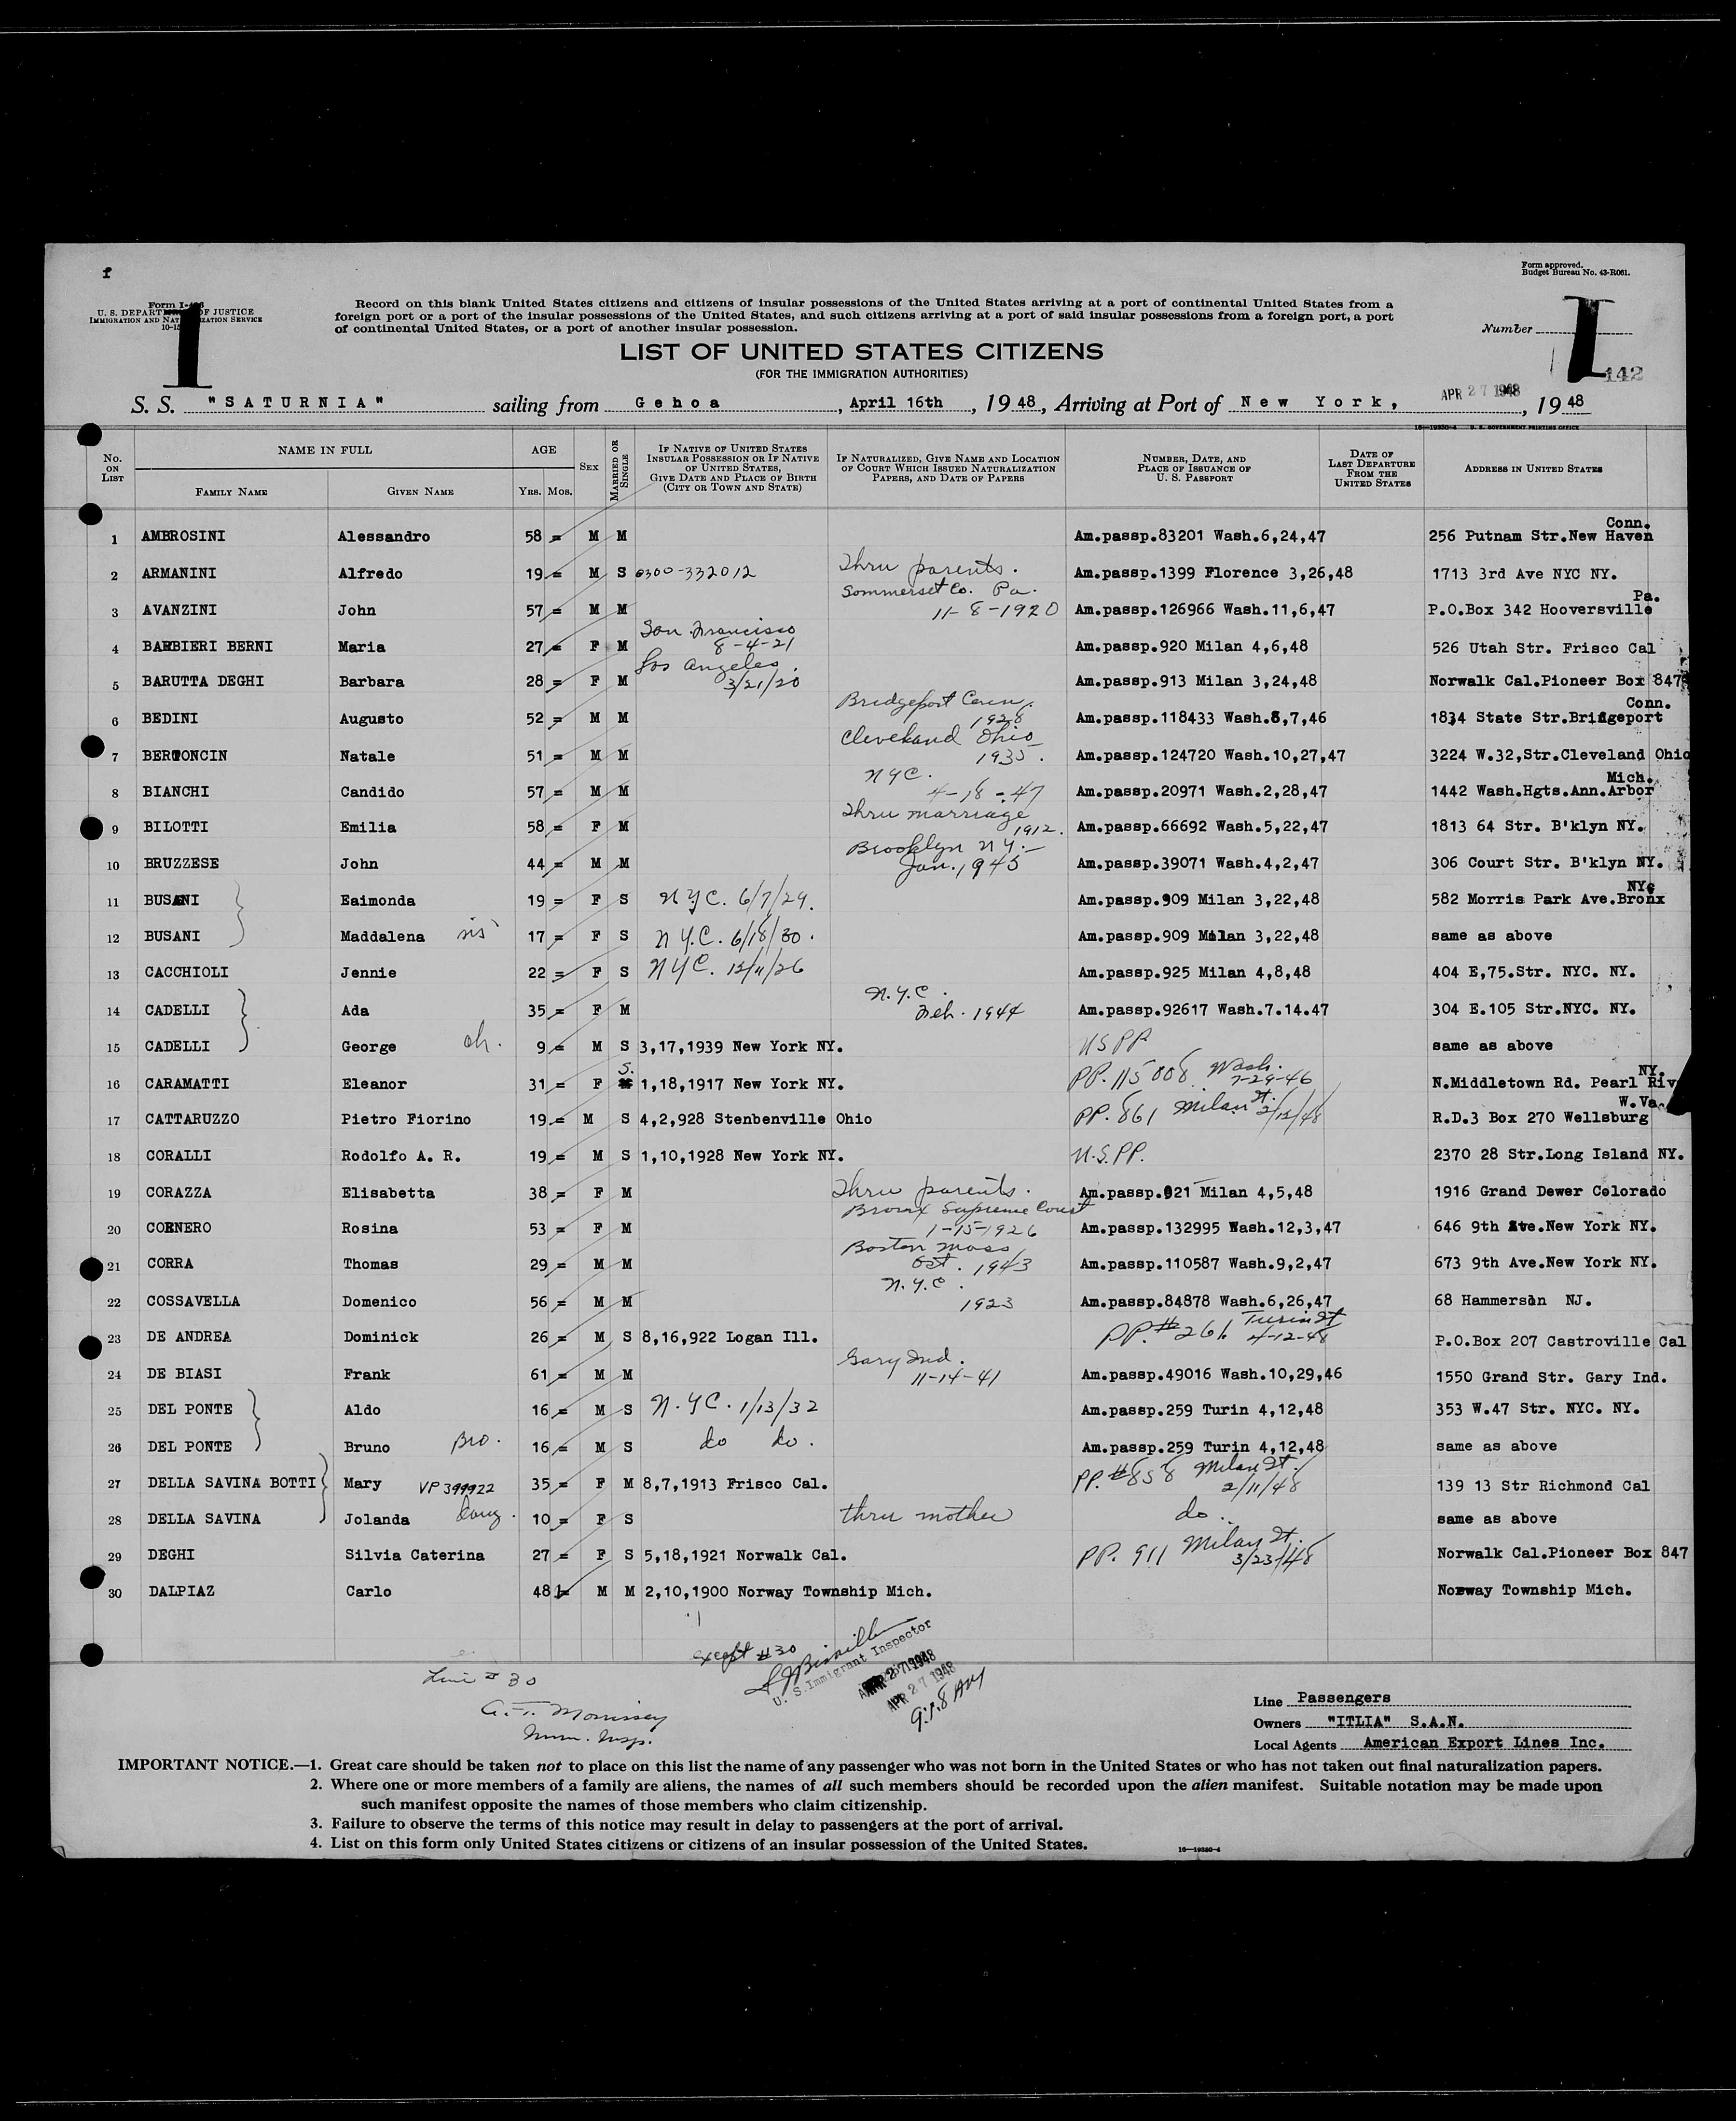 f
Form approved.
Budget Bureau No. 43-R061.
U. S. DEPARTMENT OF JUSTICE
IMMIGRATION AND NATURALIZATION SERVICE
Record on this blank United States citizens and citizens of insular possessions of the United States arriving at a port of continental United States from a
foreign port or a port of the insular possessions of the United States, and such citizens arriving at a port of said insular possessions from a foreign port, a port
of continental United States, or a port of another insular possession.
Number
1
I
142
LIST OF UNITED STATES CITIZENS
(FOR THE IMMIGRATION AUTHORITIES)
S. S. "SATURNIA" sailing from Gehoa, April 16th, 1948, Arriving at Port of New York, APR 27 1948, 1948
16—19350-4 U. S. GOVERNMENT PRINTING OFFICE
No. ON LIST NAME IN FULL FAMILY NAME GIVEN NAME AGE YRS. MOS. SEX MARRIED OR SINGLE IF NATIVE OF UNITED STATES INSULAR POSSESSION OR IF NATIVE OF UNITED STATES, GIVE DATE AND PLACE OF BIRTH (CITY OR TOWN AND STATE) IF NATURALIZED, GIVE NAME AND LOCATION OF COURT WHICH ISSUED NATURALIZATION PAPERS, AND DATE OF PAPERS NUMBER, DATE, AND PLACE OF ISSUANCE OF U. S. PASSPORT DATE OF LAST DEPARTURE FROM THE UNITED STATES ADDRESS IN UNITED STATES
1 AMBROSINI Alessandro 58 = M M Am.passp.83201 Wash.6,24,47 256 Putnam Str.New Haven Conn.
2 ARMANINI Alfredo 19 = M S 0300-332012 Thru parents. Am.passp.1399 Florence 3,26,48 1713 3rd Ave NYC NY.
3 AVANZINI John 57 = M M Sommerset Co. Pa. 11-8-1920 Am.passp.126966 Wash.11,6,47 P.O.Box 342 Hooversville Pa.
4 BARBIERI BERNI Maria 27 = F M San Francisco 8-4-21 Am.passp.920 Milan 4,6,48 526 Utah Str. Frisco Cal
5 BARUTTA DEGHI Barbara 28 = F M Los Angeles. 3/21/20 Am.passp.913 Milan 3,24,48 Norwalk Cal.Pioneer Box 847
6 BEDINI Augusto 52 = M M Bridgeport Conn. 1928 Am.passp.118433 Wash.8,7,46 1834 State Str.Bridgeport Conn.
7 BERTONCIN Natale 51 = M M Cleveland Ohio 1935. Am.passp.124720 Wash.10,27,47 3224 W.32,Str.Cleveland Ohio
8 BIANCHI Candido 57 = M M NYC. 4-18-47 Am.passp.20971 Wash.2,28,47 1442 Wash.Hgts.Ann.Arbor Mich.
9 BILOTTI Emilia 58 = F M Thru marriage 1912. Am.passp.66692 Wash.5,22,47 1813 64 Str. B'klyn NY.
10 BRUZZESE John 44 = M M Brooklyn NY. Jan. 1945 Am.passp.39071 Wash.4,2,47 306 Court Str. B'klyn NY.
11 BUSANI Eaimonda 19 = F S NYC. 6/7/29. Am.passp.909 Milan 3,22,48 582 Morris Park Ave.Bronx NY.
12 BUSANI Maddalena sis 17 = F S N.Y.C. 6/18/30. Am.passp.909 Milan 3,22,48 same as above
13 CACCHIOLI Jennie 22 = F S NYC. 12/11/26 Am.passp.925 Milan 4,8,48 404 E,75.Str. NYC. NY.
14 CADELLI Ada 35 = F M N.Y.C. Feb. 1944 Am.passp.92617 Wash.7.14.47 304 E.105 Str.NYC. NY.
15 CADELLI George ch. 9 = M S 3,17,1939 New York NY. USPP same as above
16 CARAMATTI Eleanor 31 = F S. 1,18,1917 New York NY. PP. 115008 Wash. 7-29-46 N.Middletown Rd. Pearl Riv NY.
17 CATTARUZZO Pietro Fiorino 19 = M S 4,2,928 Stenbenville Ohio PP. 861 Milan It. 2/12/48 R.D.3 Box 270 Wellsburg W.Va.
18 CORALLI Rodolfo A. R. 19 = M S 1,10,1928 New York NY. U.S.PP. 2370 28 Str.Long Island NY.
19 CORAZZA Elisabetta 38 = F M Thru parents. Am.passp.921 Milan 4,5,48 1916 Grand Dewer Colorado
20 CORNERO Rosina 53 = F M Bronx Supreme Court 1-15-1926 Am.passp.132995 Wash.12,3,47 646 9th Ave.New York NY.
21 CORRA Thomas 29 = M M Boston Mass Oct. 1943 Am.passp.110587 Wash.9,2,47 673 9th Ave.New York NY.
22 COSSAVELLA Domenico 56 = M M N.Y.C. 1923 Am.passp.84878 Wash.6,26,47 68 Hammersin NJ.
23 DE ANDREA Dominick 26 = M S 8,16,922 Logan Ill. PP.# 266 Turin It 4-12-48 P.O.Box 207 Castroville Cal
24 DE BIASI Frank 61 = M M Gary Ind. 11-14-41 Am.passp.49016 Wash.10,29,46 1550 Grand Str. Gary Ind.
25 DEL PONTE Aldo 16 = M S N.YC. 1/13/32 Am.passp.259 Turin 4,12,48 353 W.47 Str. NYC. NY.
26 DEL PONTE Bruno Bro. 16 = M S do do. Am.passp.259 Turin 4,12,48 same as above
27 DELLA SAVINA BOTTI Mary VP 399922 35 = F M 8,7,1913 Frisco Cal. PP.#858 Milan It. 2/11/48 139 13 Str Richmond Cal
28 DELLA SAVINA Jolanda daug. 10 = F S thru mother do.. same as above
29 DEGHI Silvia Caterina 27 = F S 5,18,1921 Norwalk Cal. PP. 911 Milan It. 3/23/48 Norwalk Cal.Pioneer Box 847
30 DALPIAZ Carlo 48 M M 2,10,1900 Norway Township Mich. Norway Township Mich.
except #30
U. S. Immigrant Inspector
APR 27 1948
APR 27 1948
Line # 30
A. T. Morrissey
Imm. Insp.
Line Passengers
Owners "ITLIA" S.A.N.
Local Agents American Export Lines Inc.
IMPORTANT NOTICE.—1. Great care should be taken not to place on this list the name of any passenger who was not born in the United States or who has not taken out final naturalization papers.
2. Where one or more members of a family are aliens, the names of all such members should be recorded upon the alien manifest. Suitable notation may be made upon
such manifest opposite the names of those members who claim citizenship.
3. Failure to observe the terms of this notice may result in delay to passengers at the port of arrival.
4. List on this form only United States citizens or citizens of an insular possession of the United States.
16—19350-4